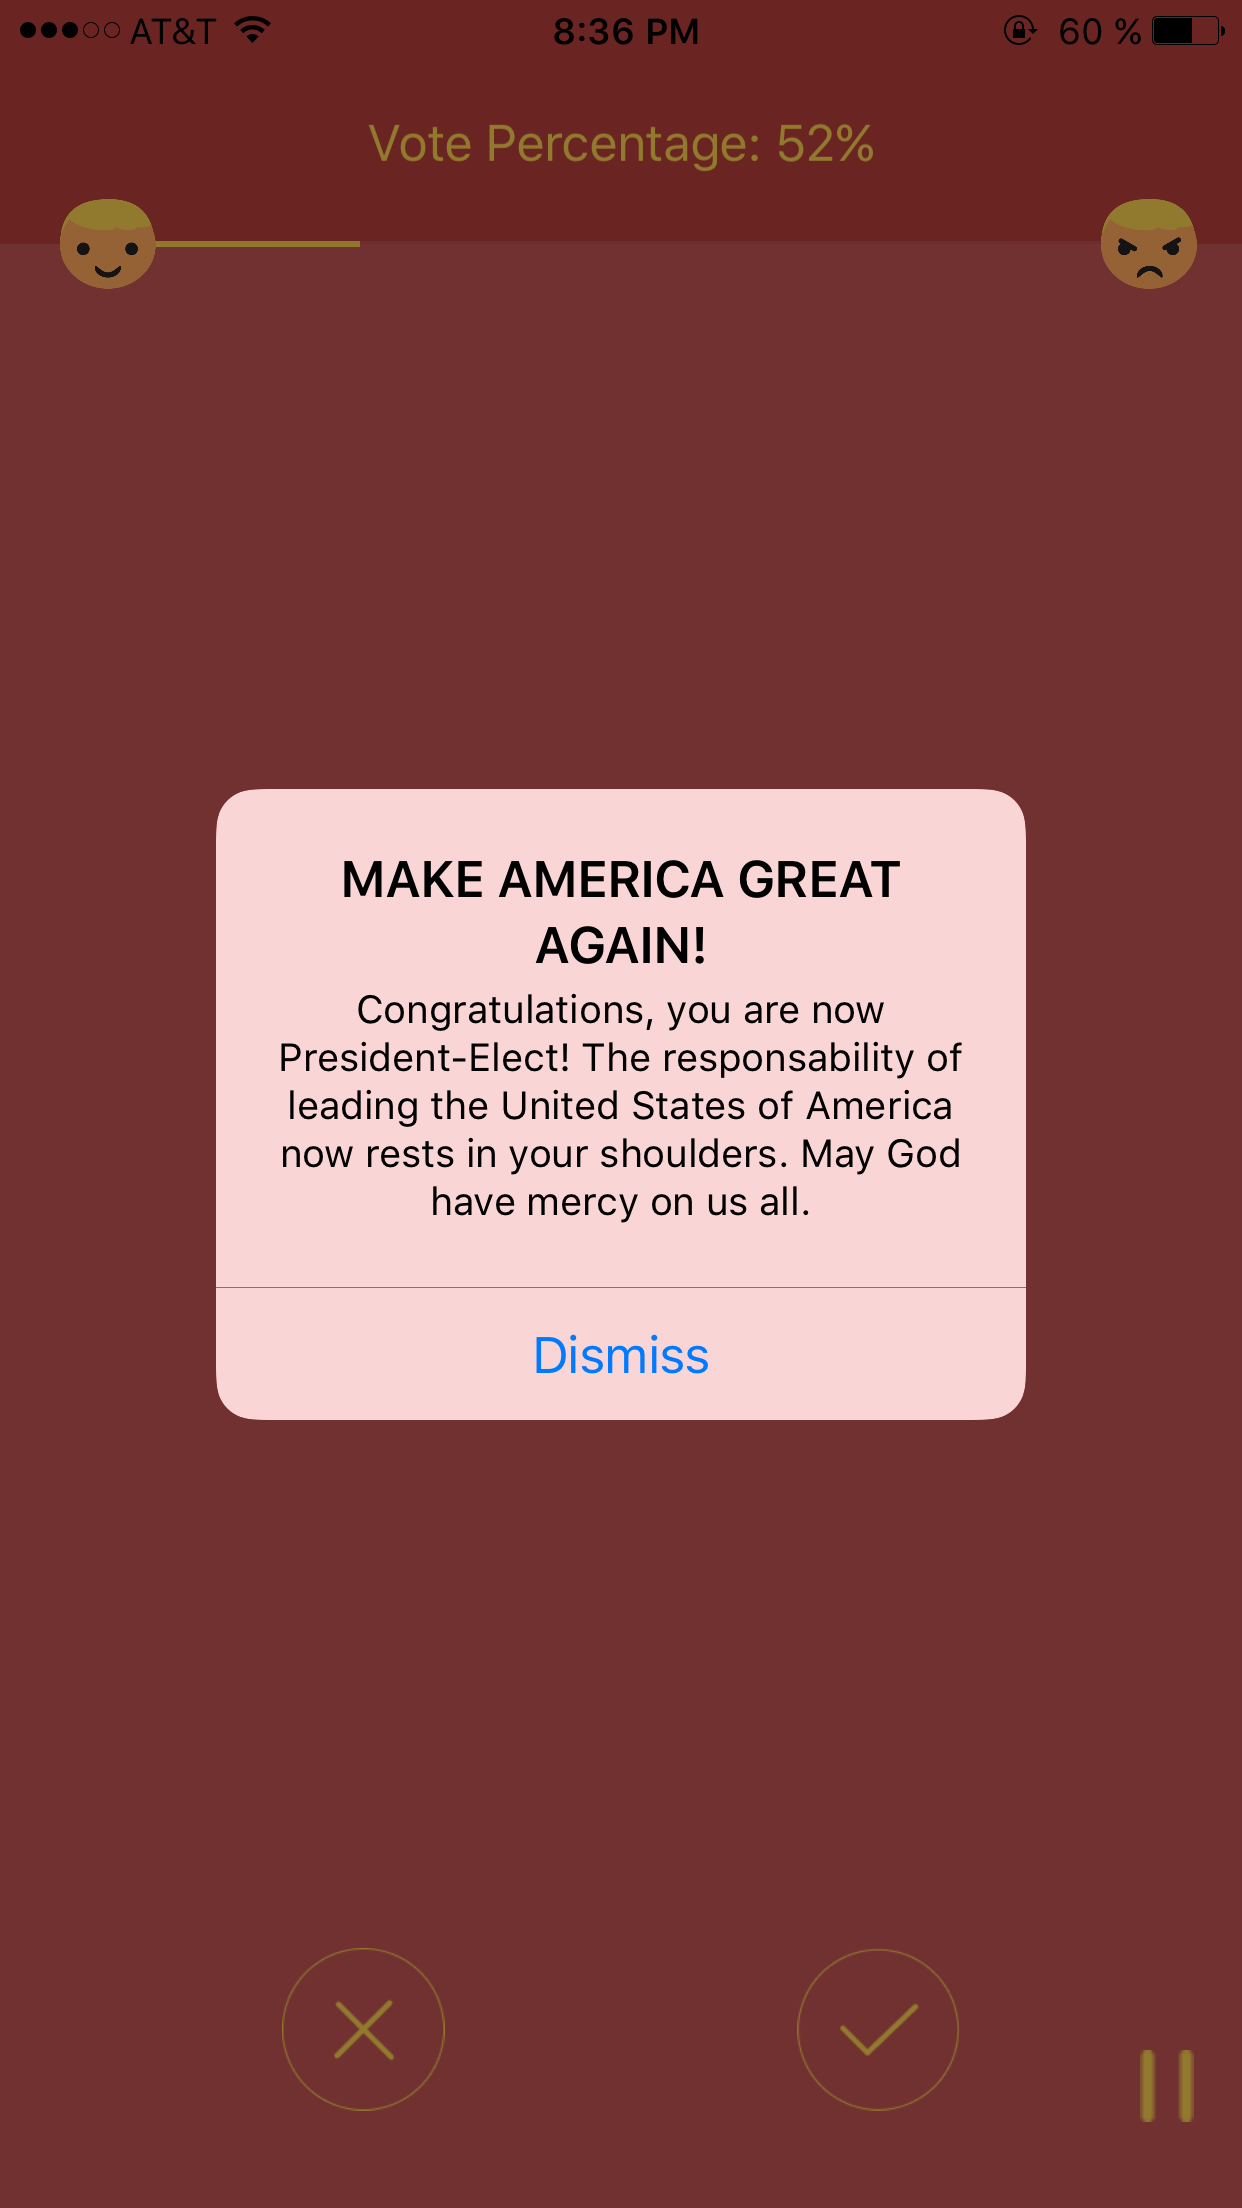 AT&T 8:36 PM 60 %
Vote Percentage: 52%
MAKE AMERICA GREAT
AGAIN!
Congratulations, you are now
President-Elect! The responsability of
leading the United States of America
now rests in your shoulders. May God
have mercy on us all.
Dismiss